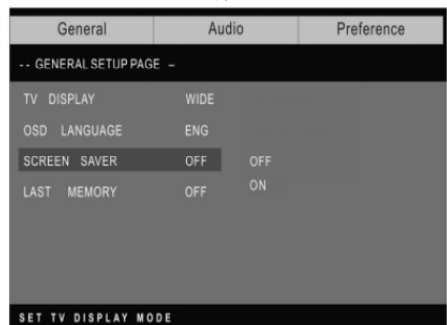 General Audio Preference
-- GENERAL SETUP PAGE –
TV DISPLAY WIDE
OSD LANGUAGE ENG
SCREEN SAVER OFF OFF
LAST MEMORY OFF ON
SET TV DISPLAY MODE